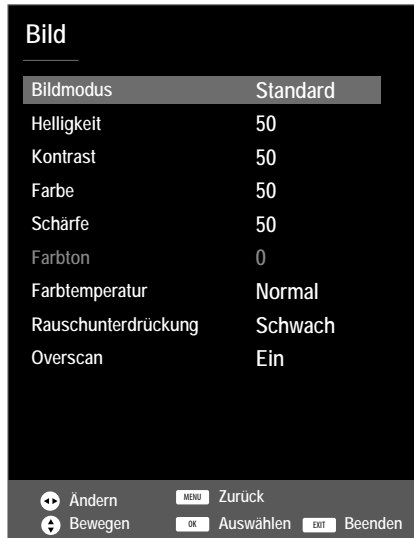 Bild
Bildmodus Standard
Helligkeit 50
Kontrast 50
Farbe 50
Schärfe 50
Farbton 0
Farbtemperatur Normal
Rauschunterdrückung Schwach
Overscan Ein
Ändern MENU Zurück
Bewegen OK Auswählen EXIT Beenden